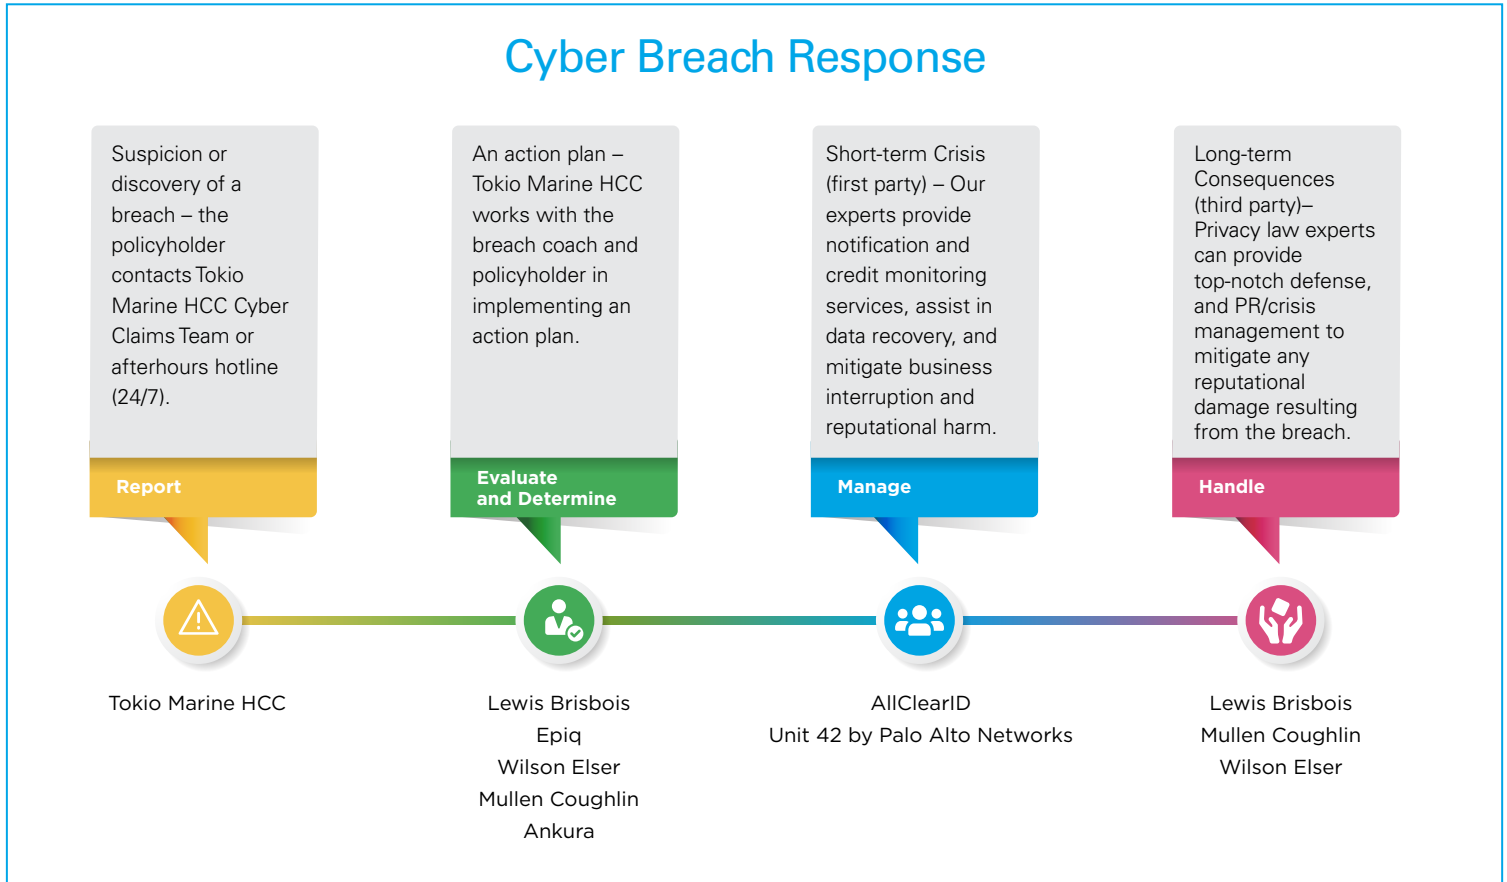 Cyber Breach Response
Suspicion or
discovery of a
breach – the
policyholder
contacts Tokio
Marine HCC Cyber
Claims Team or
afterhours hotline
(24/7).
Report
Tokio Marine HCC
An action plan –
Tokio Marine HCC
works with the
breach coach and
policyholder in
implementing an
action plan.
Evaluate
and Determine
Lewis Brisbois
Epiq
Wilson Elser
Mullen Coughlin
Ankura
Short-term Crisis
(first party) – Our
experts provide
notification and
credit monitoring
services, assist in
data recovery, and
mitigate business
interruption and
reputational harm.
Manage
AllClearID
Unit 42 by Palo Alto Networks
Long-term
Consequences
(third party)–
Privacy law experts
can provide
top-notch defense,
and PR/crisis
management to
mitigate any
reputational
damage resulting
from the breach.
Handle
Lewis Brisbois
Mullen Coughlin
Wilson Elser